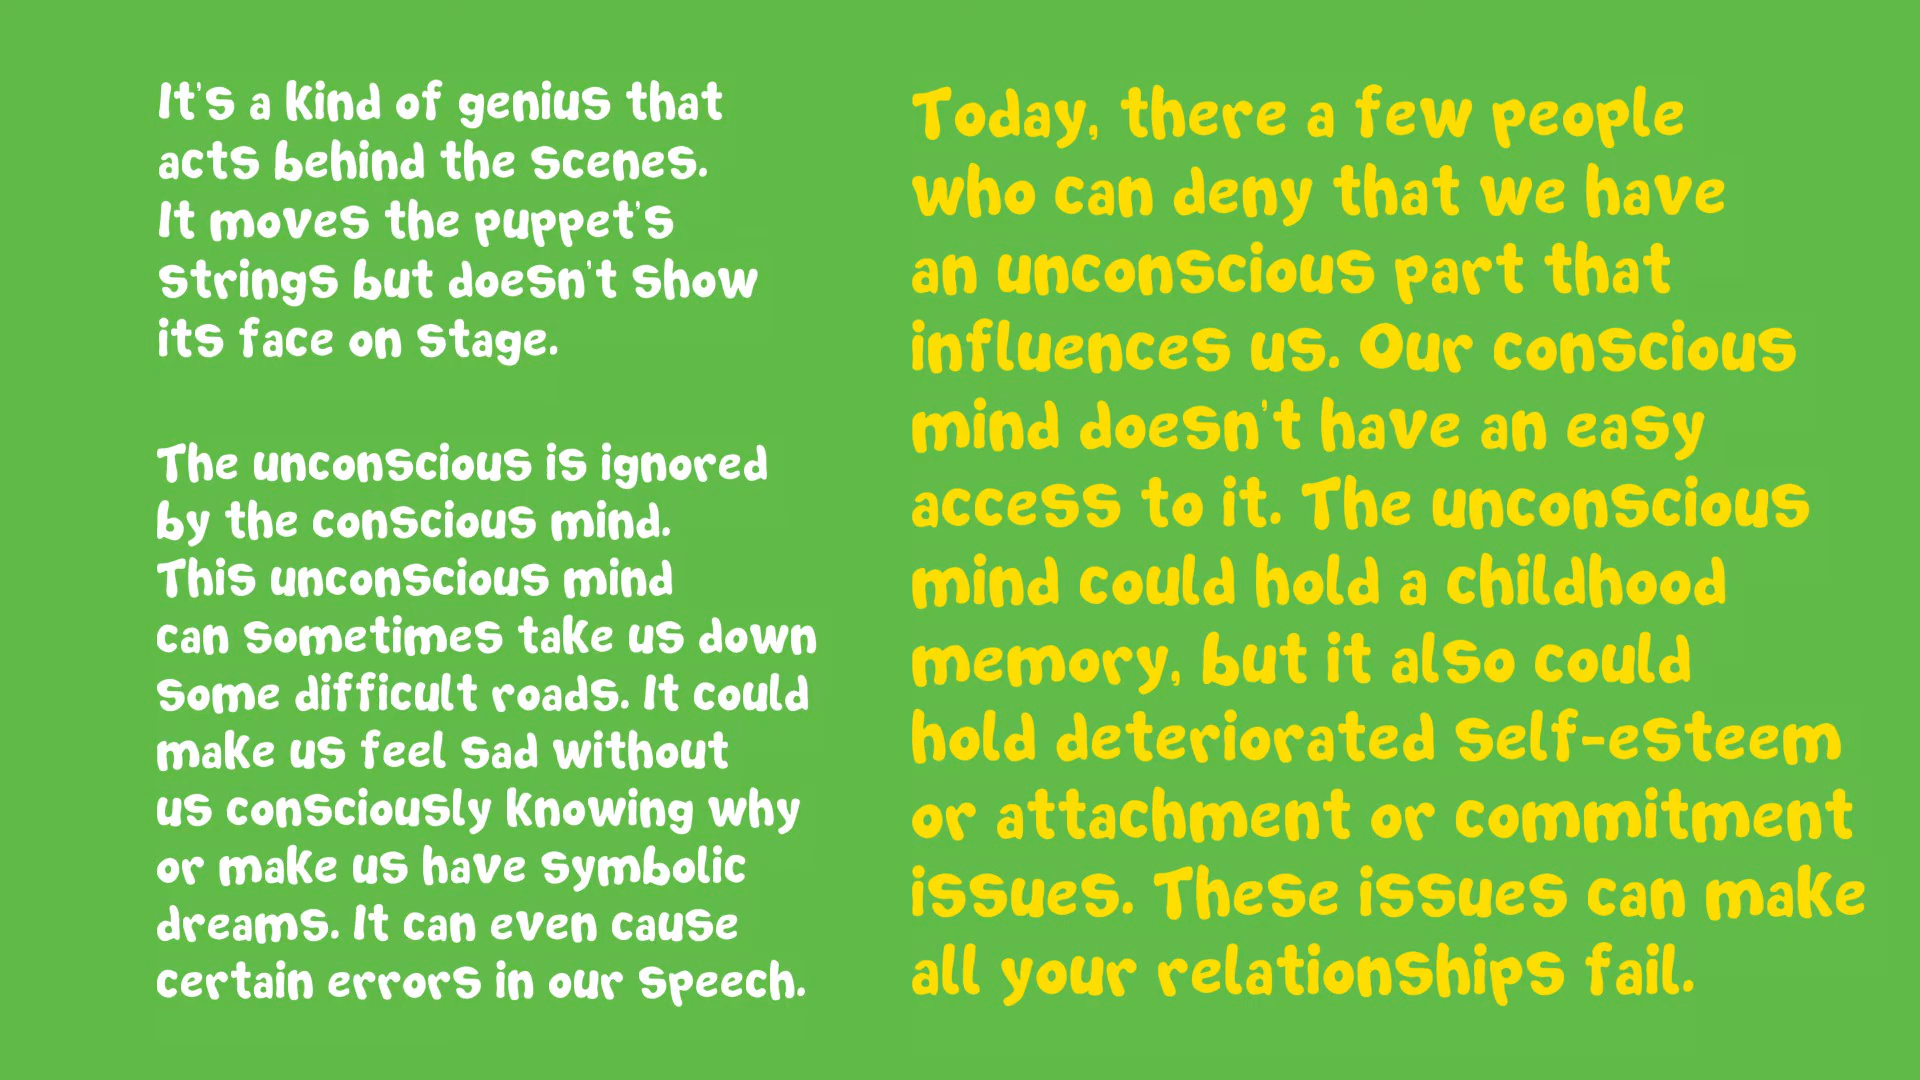 It's a kind of genius that
acts behind the scenes.
It moves the puppet's
strings but doesn't show
its face on stage.
The unconscious is ignored
by the conscious mind.
This unconscious mind
can sometimes take us down
some difficult roads. It could
make us feel sad without
us consciously knowing why
or make us have symbolic
dreams. It can even cause
certain errors in our speech.
Today, there a few people
who can deny that we have
an unconscious part that
influences us. Our conscious
mind doesn't have an easy
access to it. The unconscious
mind could hold a childhood
memory, but it also could
hold deteriorated self-esteem
or attachment or commitment
issues. These issues can make
all your relationships fail.